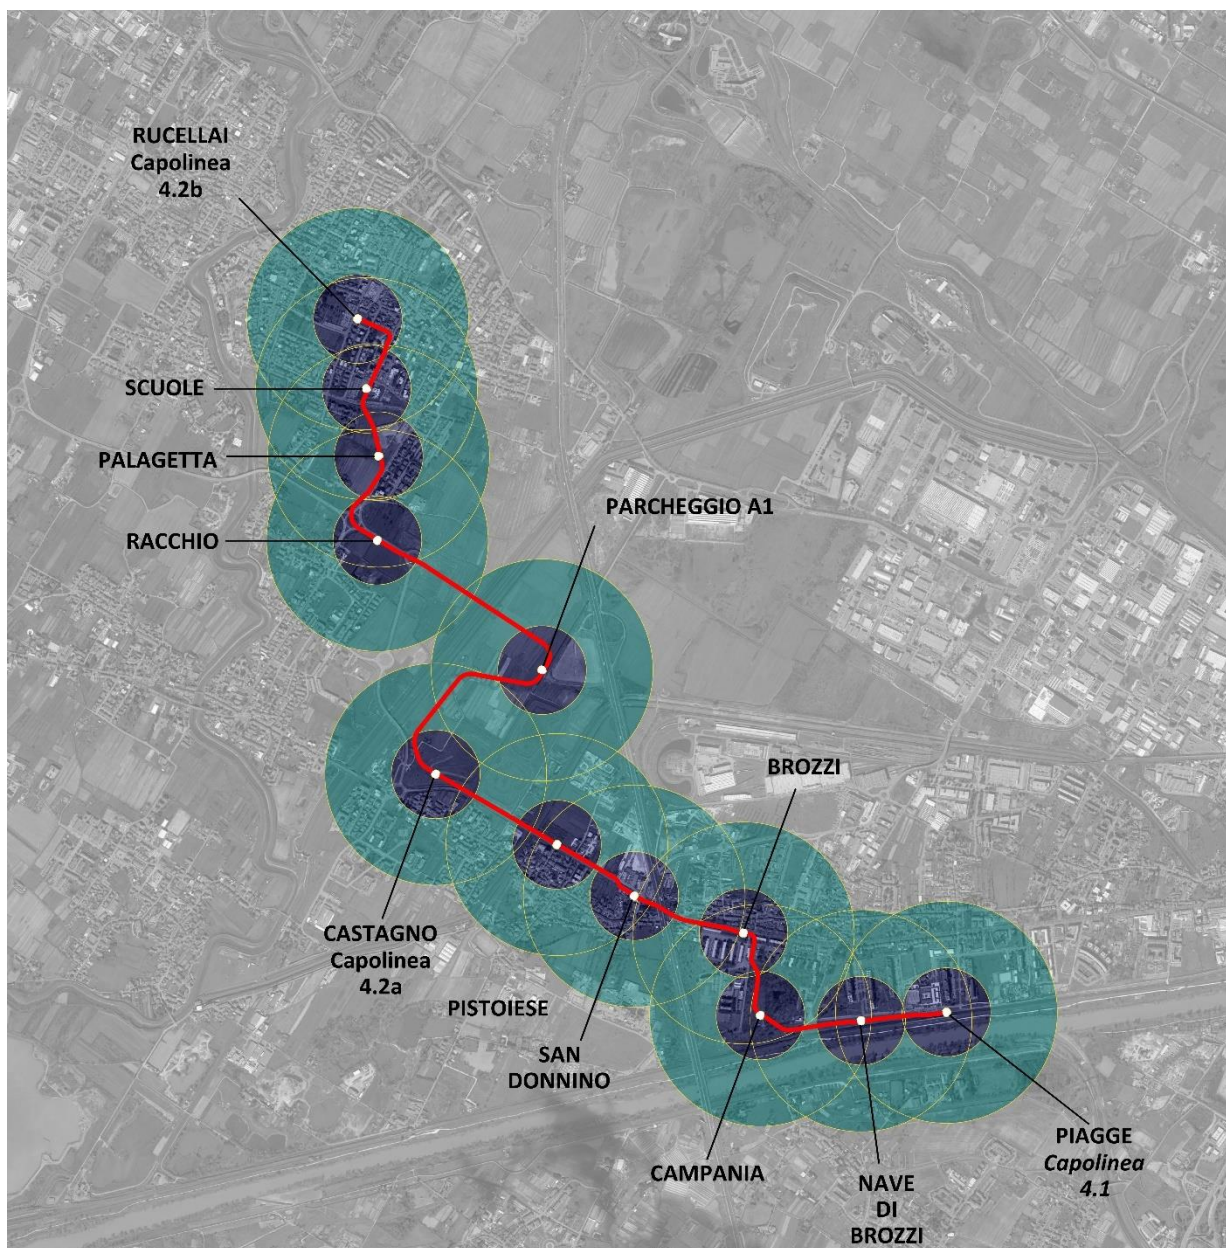 RUCELLAI
Capolinea
4.2b
SCUOLE
PALAGETTA
PARCHEGGIO A1
RACCHIO
BROZZI
CASTAGNO
Capolinea
4.2a
PISTOIESE
SAN
DONNINO
CAMPANIA
NAVE
DI
BROZZI
PIAGGE
Capolinea
4.1